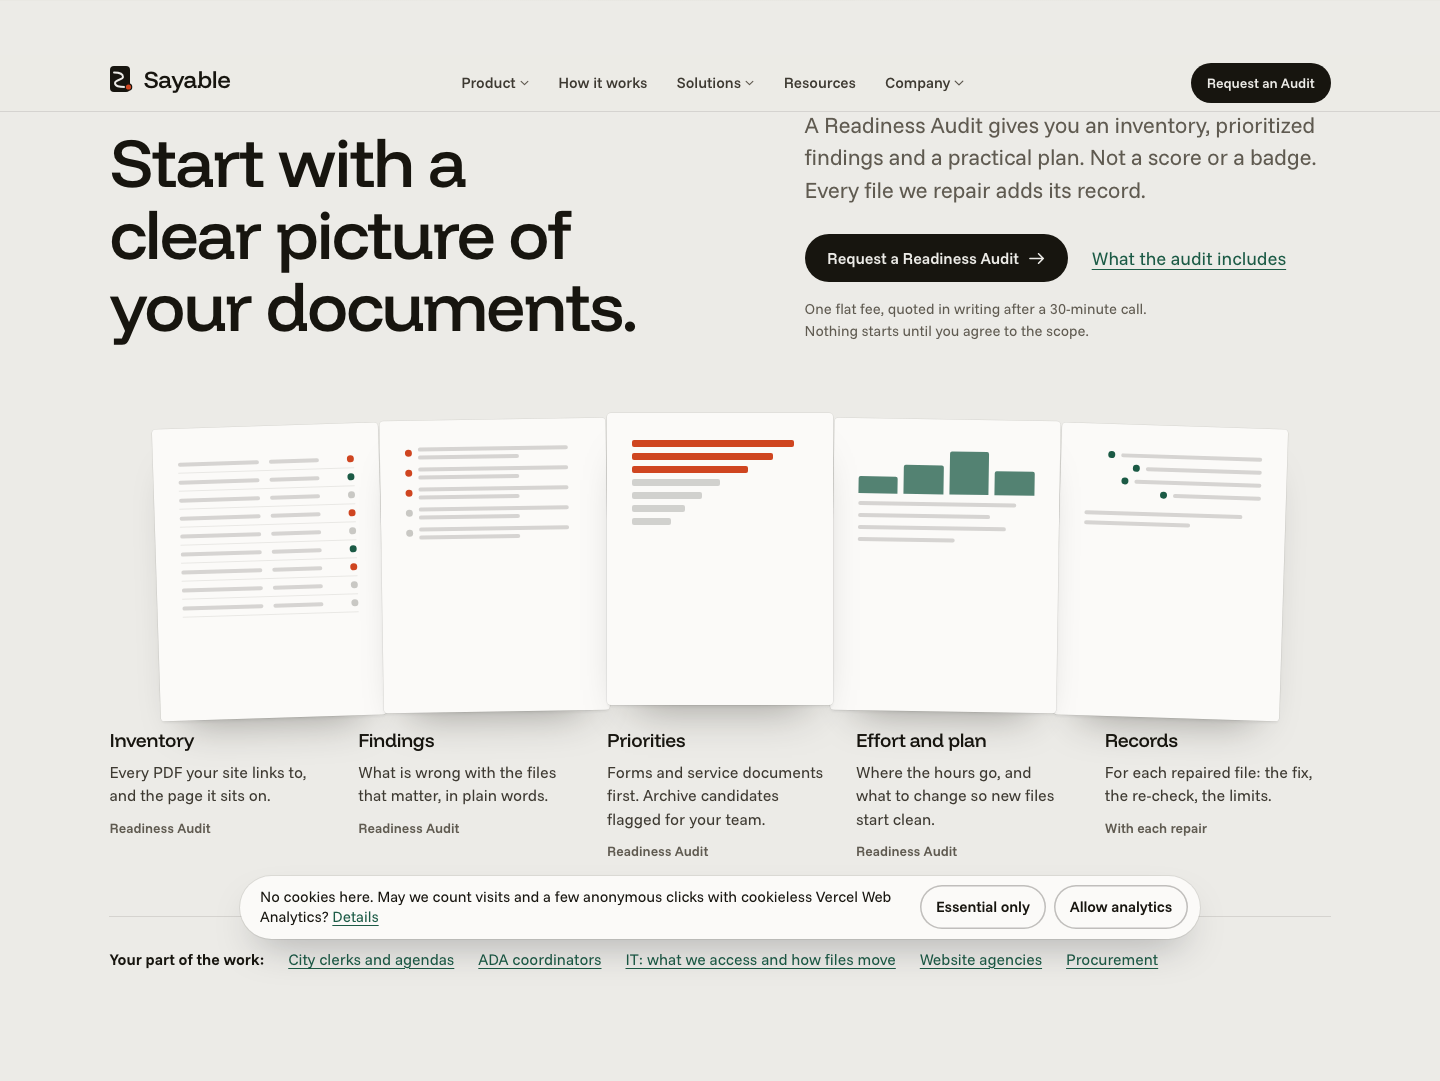 Sayable
Product
How it works
Solutions
Resources
Company
Request an Audit
Start with a
clear picture of
your documents.
A Readiness Audit gives you an inventory, prioritized
findings and a practical plan. Not a score or a badge.
Every file we repair adds its record.
Request a Readiness Audit
What the audit includes
One flat fee, quoted in writing after a 30-minute call.
Nothing starts until you agree to the scope.
Inventory
Every PDF your site links to,
and the page it sits on.
Readiness Audit
Findings
What is wrong with the files
that matter, in plain words.
Readiness Audit
Priorities
Forms and service documents
first. Archive candidates
flagged for your team.
Readiness Audit
Effort and plan
Where the hours go, and
what to change so new files
start clean.
Readiness Audit
Records
For each repaired file: the fix,
the re-check, the limits.
With each repair
No cookies here. May we count visits and a few anonymous clicks with cookieless Vercel Web
Analytics? Details
Essential only
Allow analytics
Your part of the work:
City clerks and agendas
ADA coordinators
IT: what we access and how files move
Website agencies
Procurement